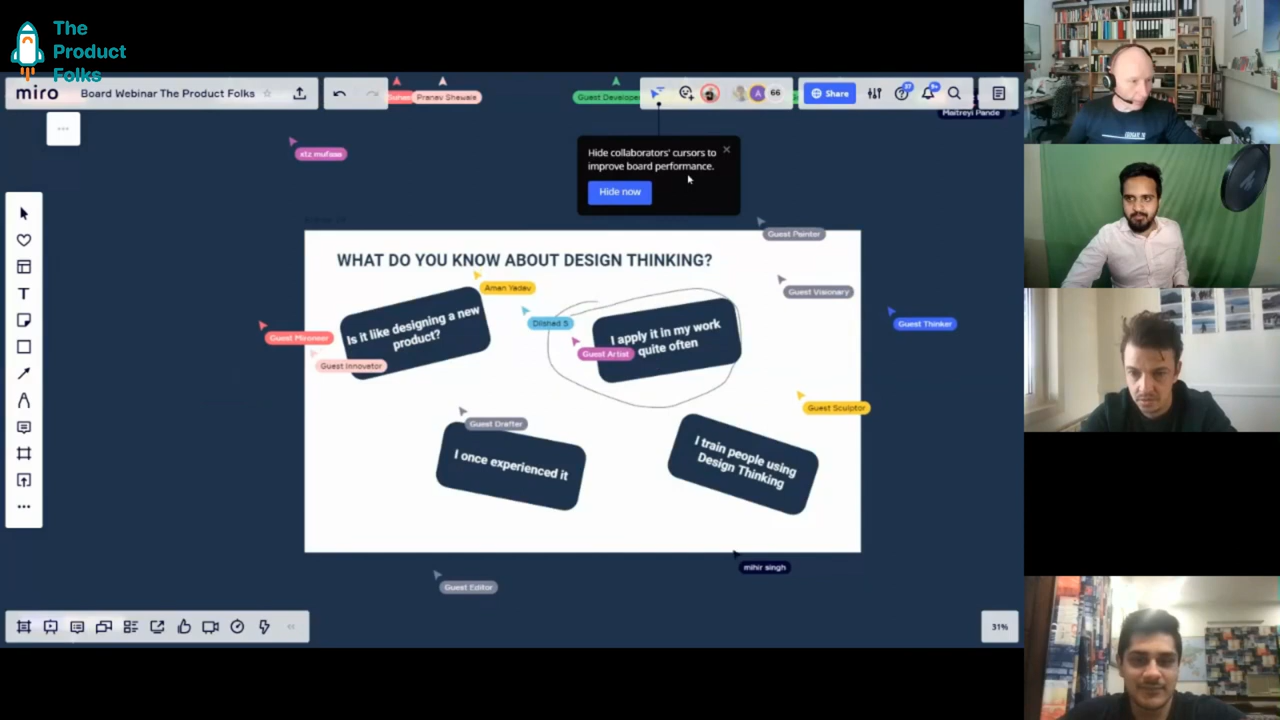 The
Product
Folks
miro
Board Webinar The Product Folks
Pranav Shewale
Guest Developer
A
66
Share
Maitreyi Pande
xtz mufasa
Hide collaborators' cursors to
improve board performance.
Hide now
Guest Painter
WHAT DO YOU KNOW ABOUT DESIGN THINKING?
Aman Yadav
Guest Visionary
Is it like designing a new
product?
Dilshed S
I apply it in my work
quite often
Guest Thinker
Guest Mironeer
Guest Artist
Guest Innovator
Guest Sculptor
Guest Drafter
I once experienced it
I train people using
Design Thinking
mihir singh
Guest Editor
31%